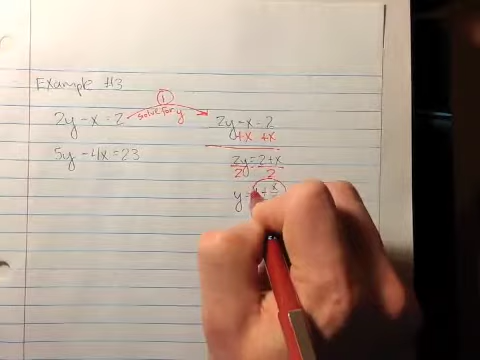 Example #3
①
2y - x = 2
solve for y
2y - x = 2
+x +x
5y - 4x = 23
2y = 2 + x
2 2
y = + x